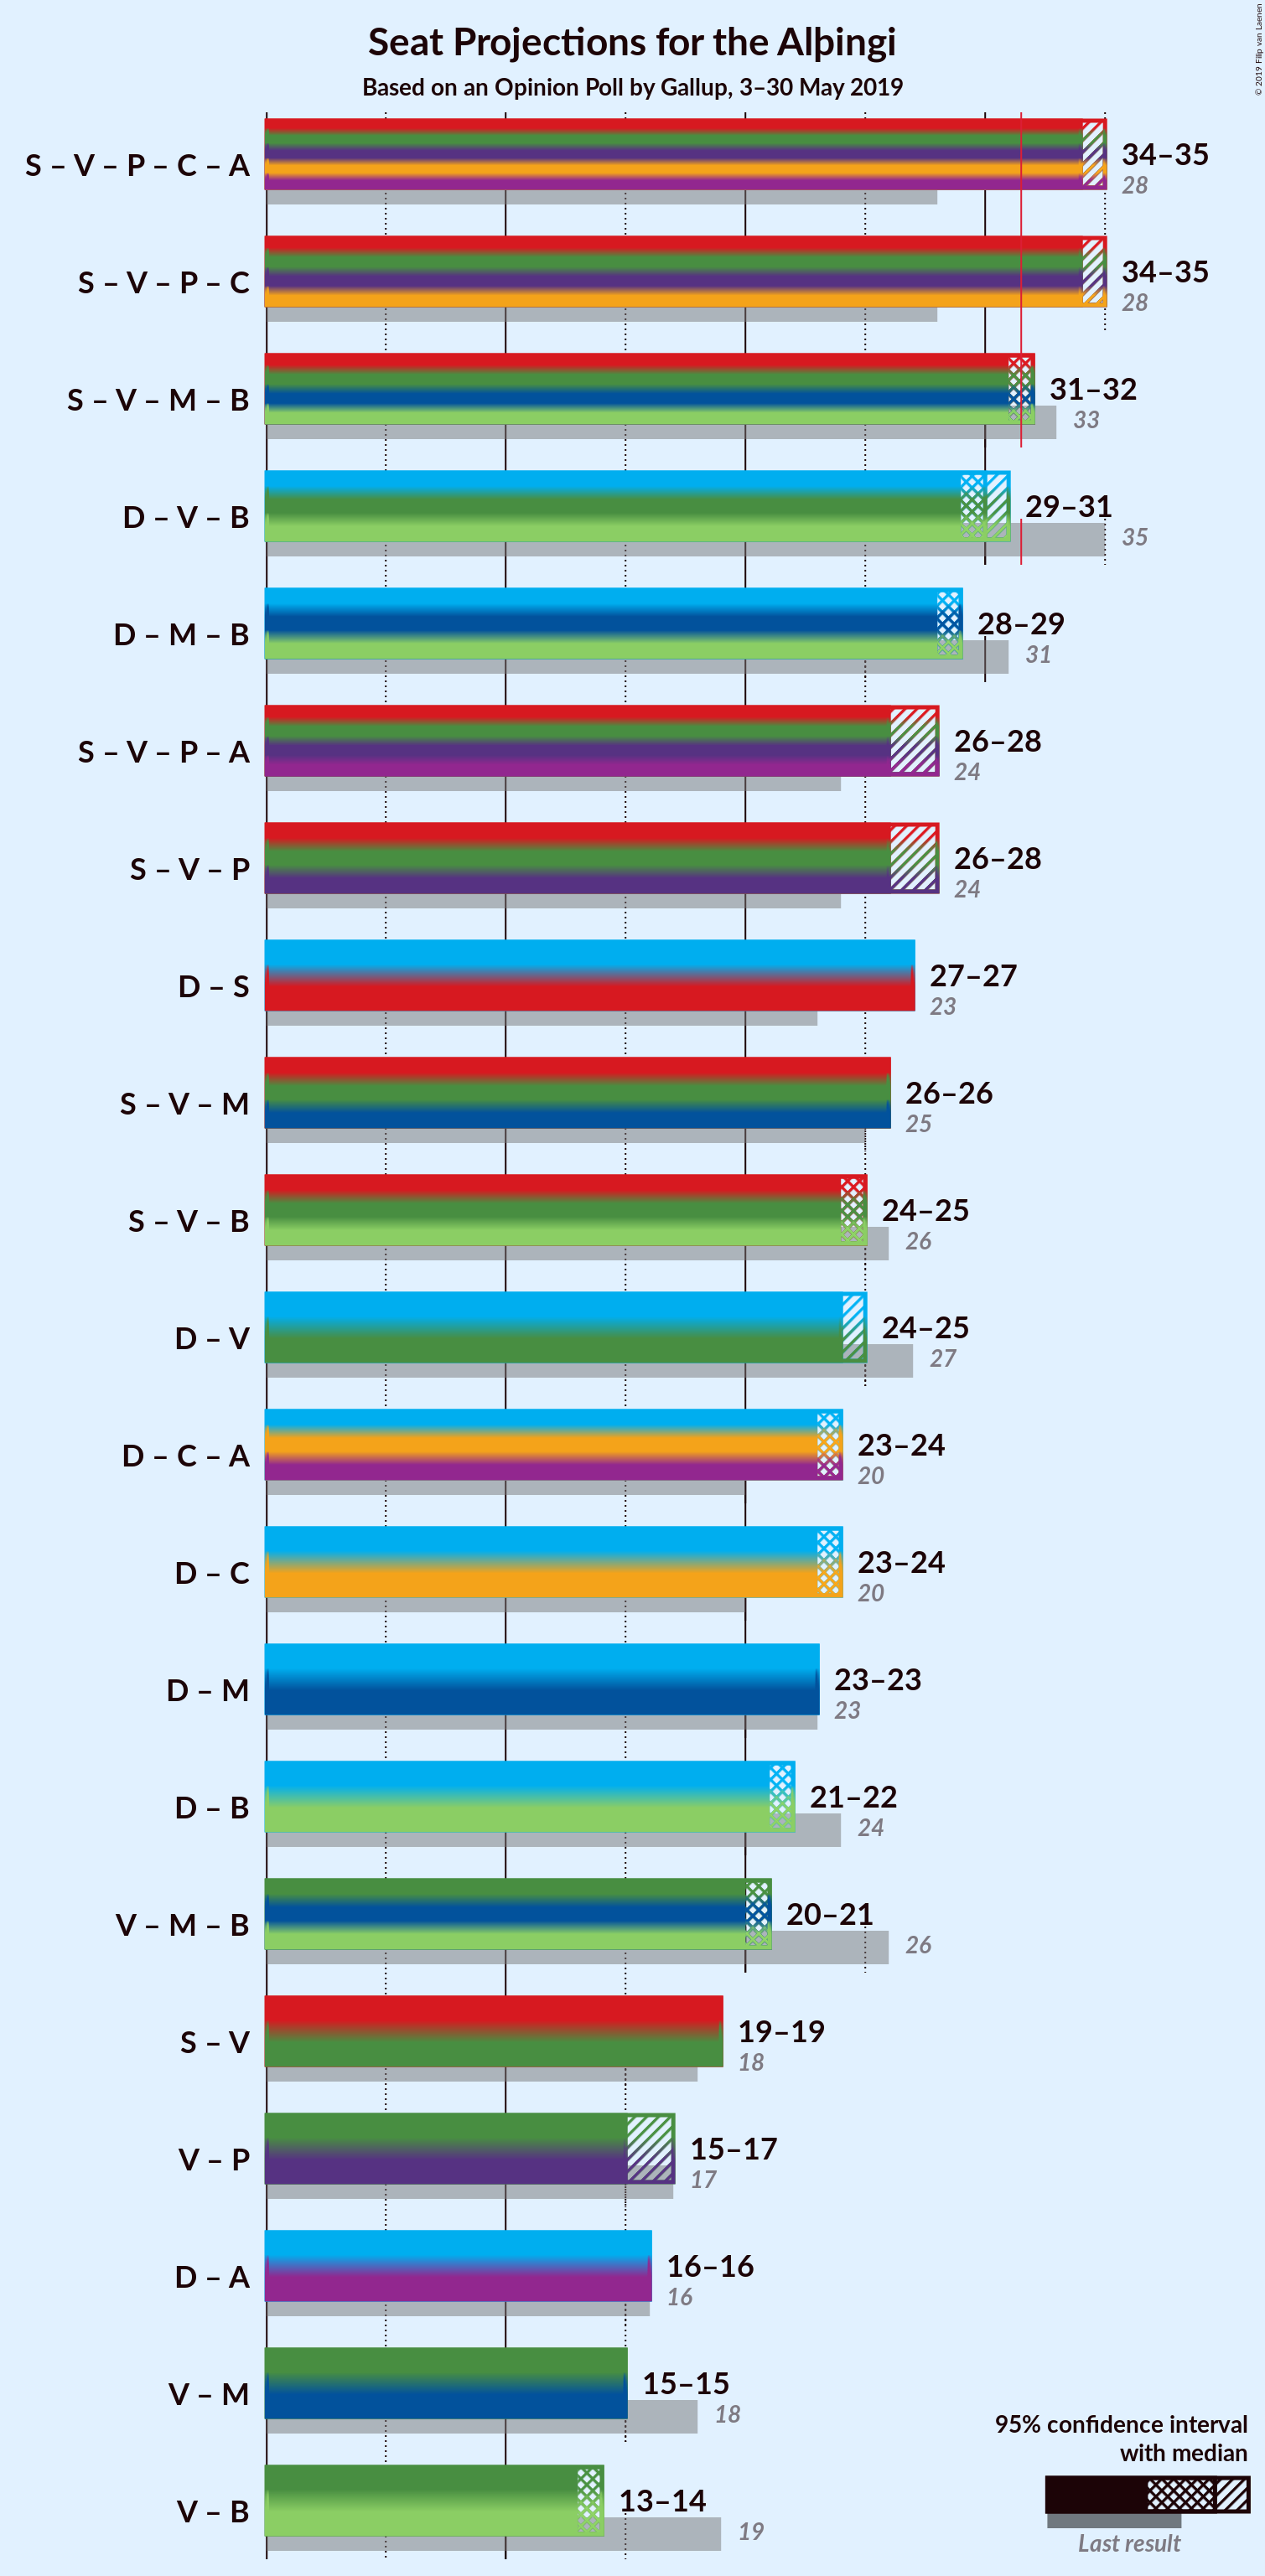 Seat Projections for the Alþingi
Based on an Opinion Poll by Gallup, 3–30 May 2019
© 2019 Filip van Laenen
S – V – P – C – A
34–35
28
S – V – P – C
34–35
28
S – V – M – B
31–32
33
D – V – B
29–31
35
D – M – B
28–29
31
S – V – P – A
26–28
24
S – V – P
26–28
24
D – S
27–27
23
S – V – M
26–26
25
S – V – B
24–25
26
D – V
24–25
27
D – C – A
23–24
20
D – C
23–24
20
D – M
23–23
23
D – B
21–22
24
V – M – B
20–21
26
S – V
19–19
18
V – P
15–17
17
D – A
16–16
16
V – M
15–15
18
V – B
13–14
19
95% confidence interval
with median
Last result